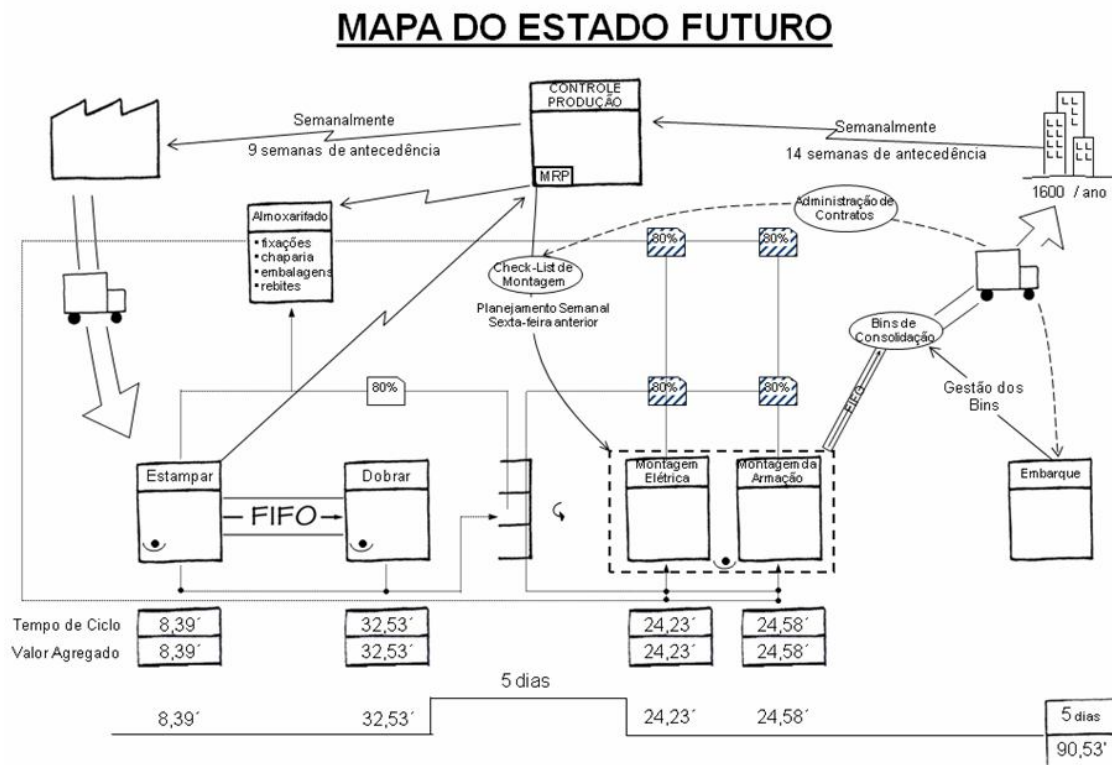 MAPA DO ESTADO FUTURO
CONTROLE
PRODUÇÃO
MRP
Semanalmente
9 semanas de antecedência
Semanalmente
14 semanas de antecedência
1600 / ano
Almoxarifado
▪ fixações
▪ chaparia
▪ embalagens
▪ rebites
Administração de
Contratos
80%
80%
Check-List de
Montagem
Planejamento Semanal
Sexta-feira anterior
Bins de
Consolidação
80%
80%
80%
FIFO
Gestão dos
Bins
Estampar
Dobrar
Montagem
Elétrica
Montagem da
Armação
Embarque
FIFO
Tempo de Ciclo
8,39´
32,53´
24,23´
24,58´
Valor Agregado
8,39´
32,53´
24,23´
24,58´
5 dias
8,39´
32,53´
24,23´
24,58´
5 dias
90,53'